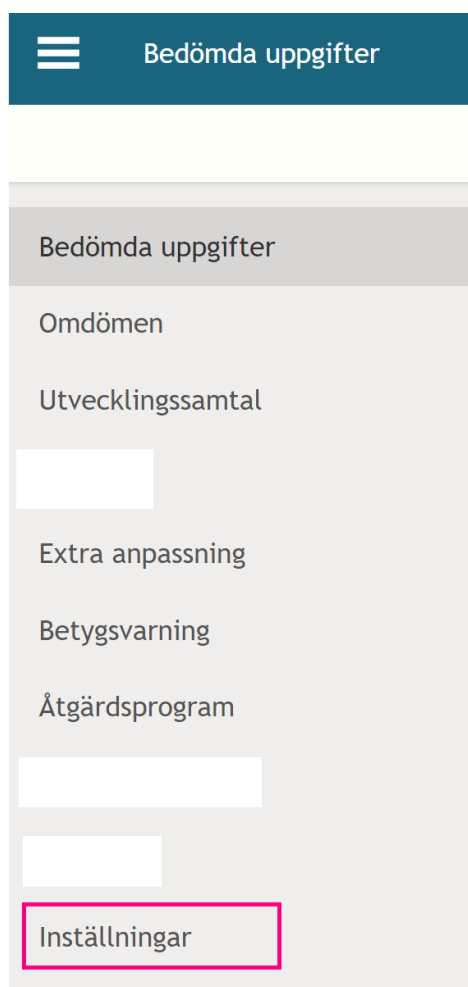 Bedömda uppgifter
Bedömda uppgifter
Omdömen
Utvecklingssamtal
Extra anpassning
Betygsvarning
Åtgärdsprogram
Inställningar